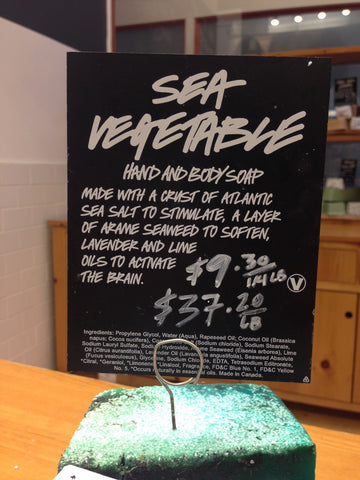 SEA
VEGETABLE
HAND AND BODY SOAP
MADE WITH A CRUST OF ATLANTIC
SEA SALT TO STIMULATE, A LAYER
OF ARAME SEAWEED TO SOFTEN,
LAVENDER AND LIME
OILS TO ACTIVATE
THE BRAIN.
$9.30
1/4 LB
$37.20
LB
V
Ingredients: Propylene Glycol, Water (Aqua), Rapeseed Oil; Coconut Oil (Brassica
napus; Cocos nucifera), (Sodium chloride), Sodium Stearate,
Sodium Lauryl Sulfate, Sodium Hydroxide, Seaweed (Eisenia arborea), Lime
Oil (Citrus aurantifolia), Lavender Oil (Lavandula angustifolia), Seaweed Absolute
(Fucus vesiculosus), Glycerine, Sodium Chloride, EDTA, Tetrasodium Editronate,
*Citral, *Geraniol, *Limonene, *Linalool, Fragrance, FD&C Blue No. 1, FD&C Yellow
No. 5. *Occurs naturally in essential oils. Made in Canada.